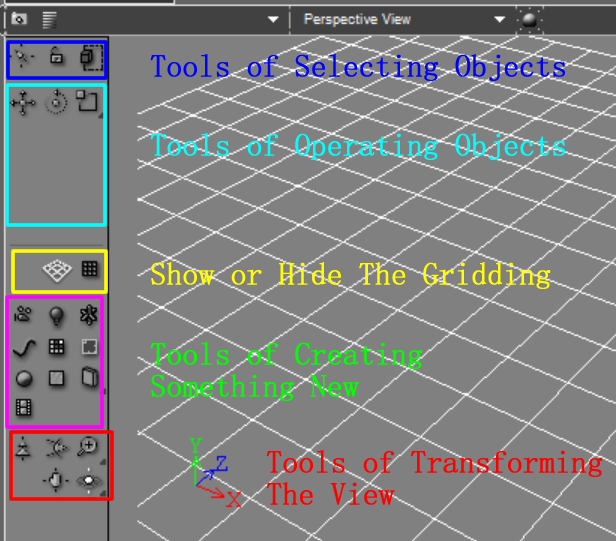 Perspective View
Tools of Selecting Objects
Tools of Operating Objects
Show or Hide The Gridding
Tools of Creating
Something New
Y
Z
X
Tools of Transforming
The View